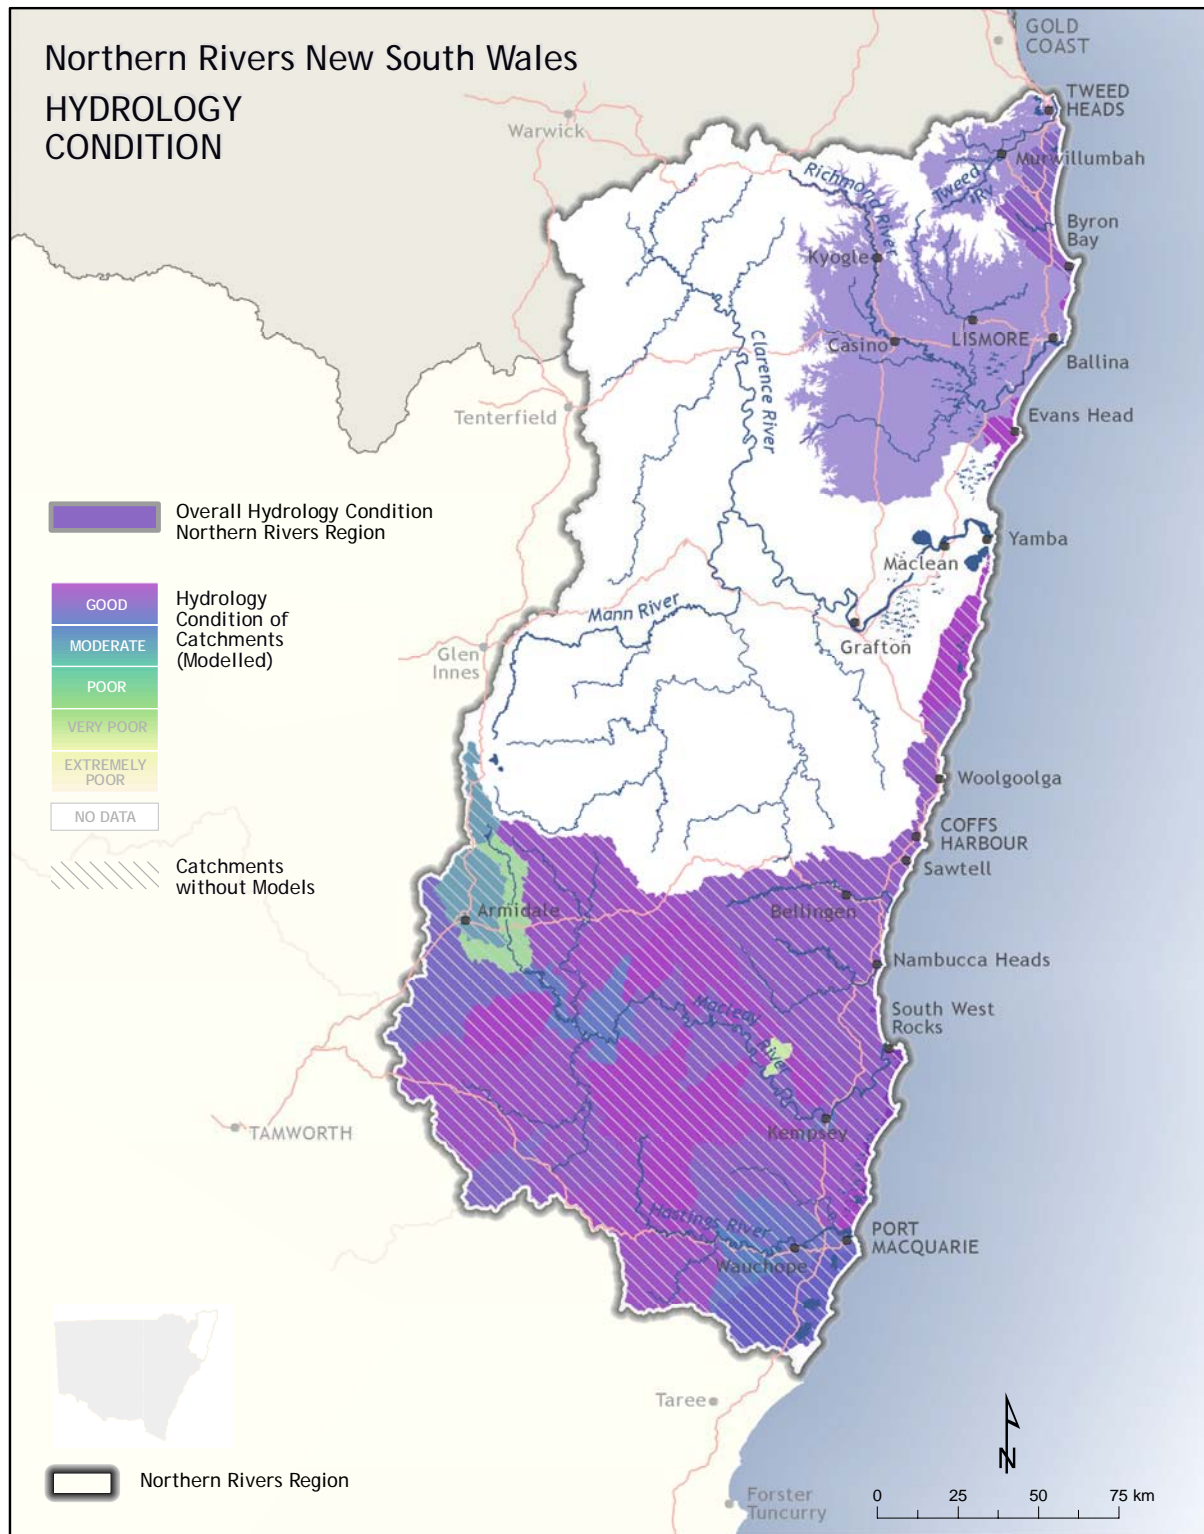 Northern Rivers New South Wales
HYDROLOGY
CONDITION
GOLD
COAST
TWEED
HEADS
Warwick
Murwillumbah
Richmond River
Tweed
Rv
Byron
Bay
Kyogle
Clarence River
Casino
LISMORE
Ballina
Tenterfield
Evans Head
Overall Hydrology Condition
Northern Rivers Region
Yamba
Maclean
GOOD
MODERATE
POOR
VERY POOR
EXTREMELY
POOR
NO DATA
Hydrology
Condition of
Catchments
(Modelled)
Mann River
Grafton
Glen
Innes
Woolgoolga
COFFS
HARBOUR
Sawtell
Catchments
without Models
Armidale
Bellingen
Nambucca Heads
South West
Rocks
Macleay
River
TAMWORTH
Kempsey
Hastings River
PORT
MACQUARIE
Wauchope
Taree
Northern Rivers Region
Forster
Tuncurry
N
0 25 50 75 km